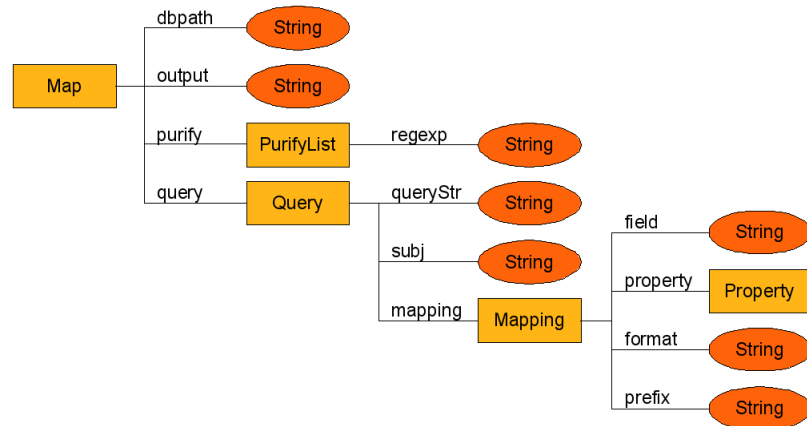 dbpath
String
Map
output
String
purify
PurifyList
regexp
String
query
Query
queryStr
String
subj
String
mapping
Mapping
field
String
property
Property
format
String
prefix
String